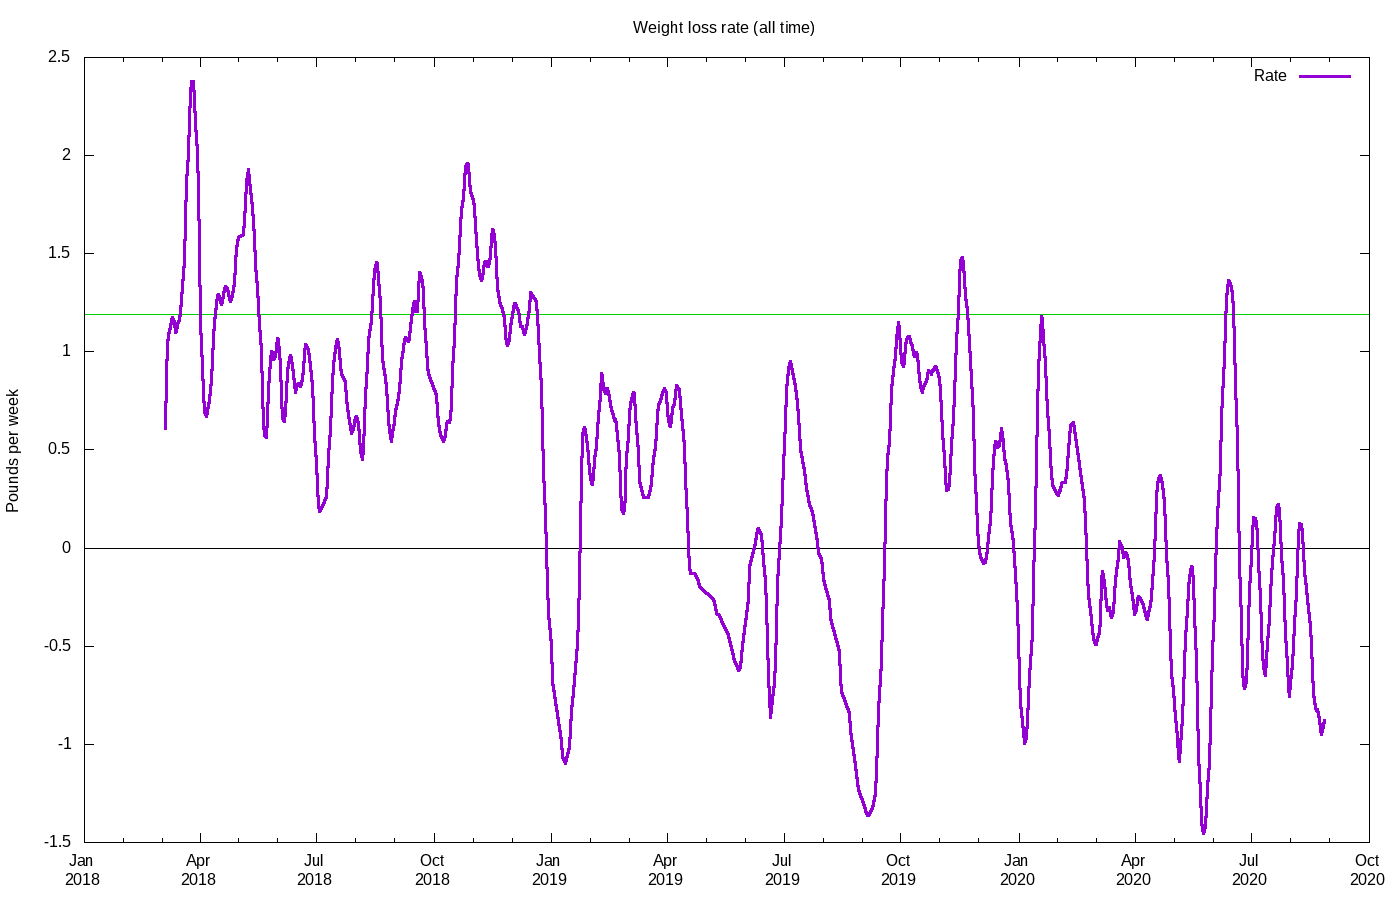 Weight loss rate (all time)
Rate
Pounds per week
2.5
2
1.5
1
0.5
0
-0.5
-1
-1.5
Jan Apr Jul Oct Jan Apr Jul Oct Jan Apr Jul Oct
2018 2018 2018 2018 2019 2019 2019 2019 2020 2020 2020 2020